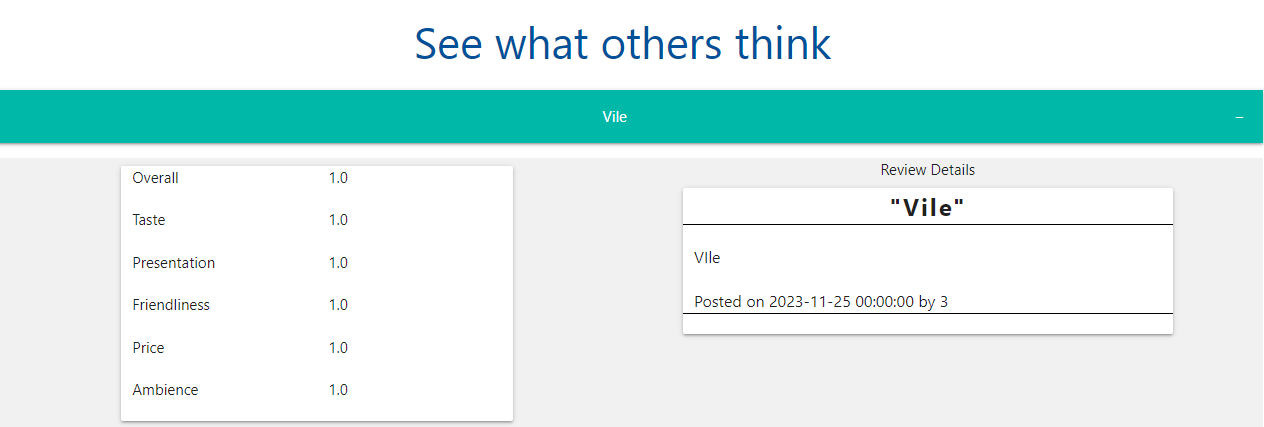 See what others think
Vile –
Overall 1.0
Taste 1.0
Presentation 1.0
Friendliness 1.0
Price 1.0
Ambience 1.0
Review Details
"Vile"
VIle
Posted on 2023-11-25 00:00:00 by 3